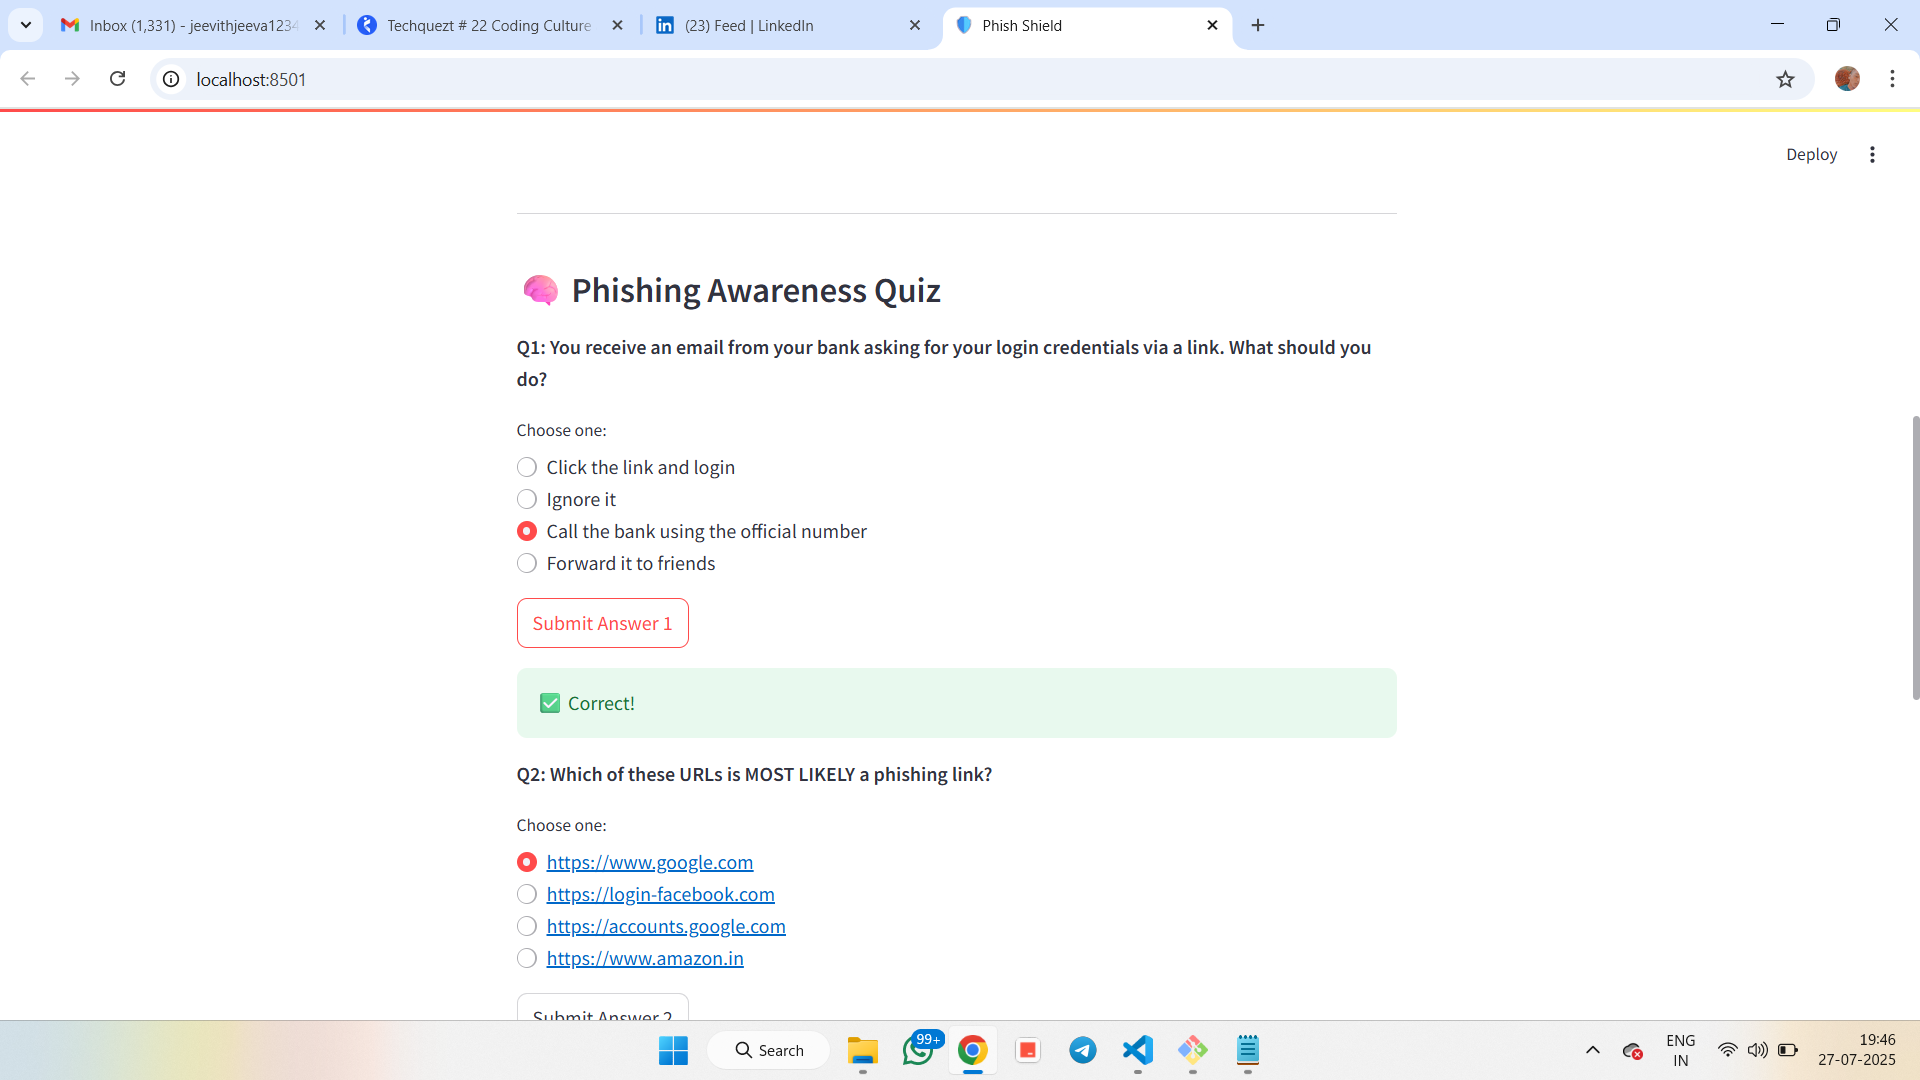 Inbox (1,331) - jeevithjeeva1234
Techquezt # 22 Coding Culture
(23) Feed | LinkedIn
Phish Shield
localhost:8501
Deploy
Phishing Awareness Quiz
Q1: You receive an email from your bank asking for your login credentials via a link. What should you
do?
Choose one:
Click the link and login
Ignore it
Call the bank using the official number
Forward it to friends
Submit Answer 1
Correct!
Q2: Which of these URLs is MOST LIKELY a phishing link?
Choose one:
https://www.google.com
https://login-facebook.com
https://accounts.google.com
https://www.amazon.in
Submit Answer 2
Search
99+
ENG
IN
19:46
27-07-2025